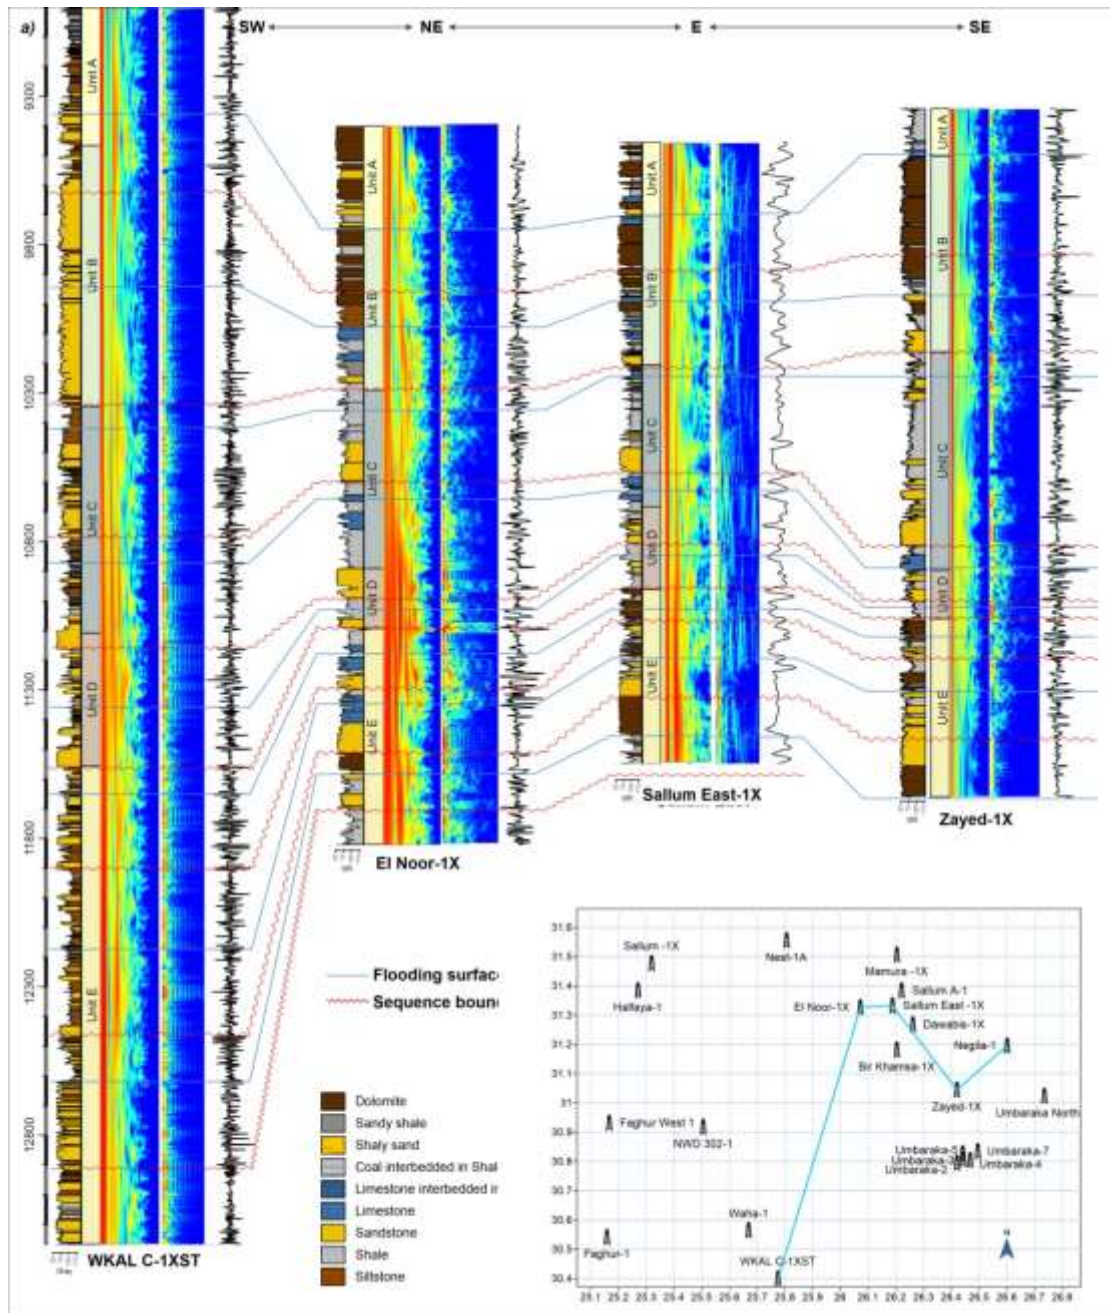 a)
SW
NE
E
SE
9300
9800
10300
10800
11300
11800
12300
12800
Unit A
Unit B
Unit C
Unit D
Unit E
WKAL C-1XST
Unit A
Unit B
Unit C
Unit D
Unit E
El Noor-1X
Unit A
Unit B
Unit C
Unit D
Unit E
Sallum East-1X
Unit A
Unit B
Unit C
Unit D
Unit E
Zayed-1X
Flooding surfac
Sequence boun
Dolomite
Sandy shale
Shaly sand
Coal interbedded in Shal
Limestone interbedded ir
Limestone
Sandstone
Shale
Siltstone
31.6
31.5
31.4
31.3
31.2
31.1
31
30.9
30.8
30.7
30.6
30.5
30.4
Sallum -1X
Halfaya-1
Nest-1A
Mamura -1X
Sallum A-1
El Noor-1X
Sallum East -1X
Dawabis-1X
Negila-1
Bir Khamsa-1X
Zayed-1X
Umbaraka North
Faghur West 1
NWD 302-1
Umbaraka-5
Umbaraka-7
Umbaraka-3
Umbaraka-4
Umbaraka-2
Waha-1
Faghur-1
WKAL C-1XST
N
25.1 25.2 25.3 25.4 25.5 25.6 25.7 25.8 25.9 26 26.1 26.2 26.3 26.4 26.5 26.6 26.7 26.8